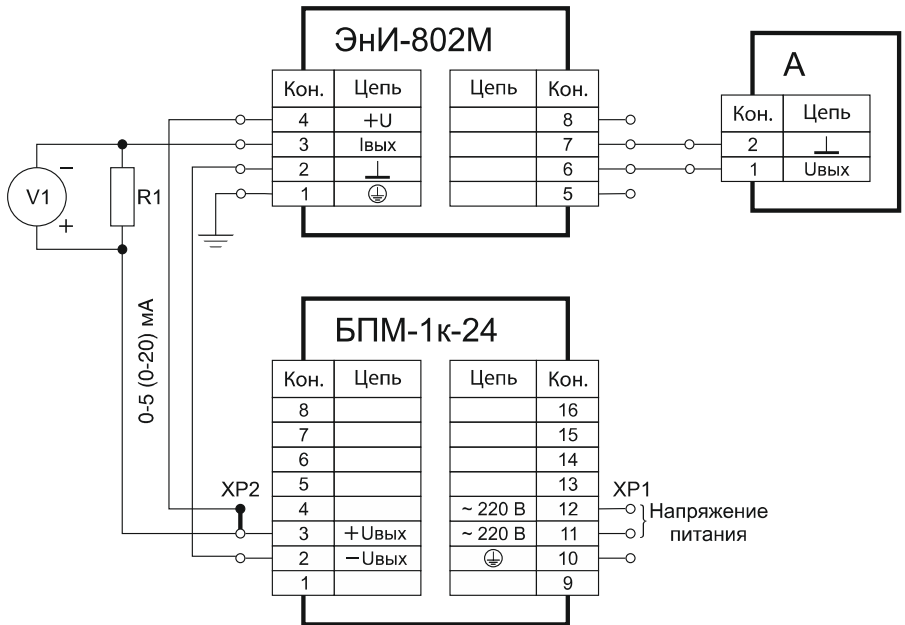 ЭнИ-802М
Кон. Цепь
4 +U
3 Iвых
2
1
Цепь Кон.
8
7
6
5
А
Кон. Цепь
2
1 Uвых
V1
−
+
R1
0-5 (0-20) мА
БПМ-1к-24
Кон. Цепь
8
7
6
5
4
3 +Uвых
2 −Uвых
1
Цепь Кон.
16
15
14
13
~ 220 В 12
~ 220 В 11
10
9
XP2
XP1
Напряжение
питания